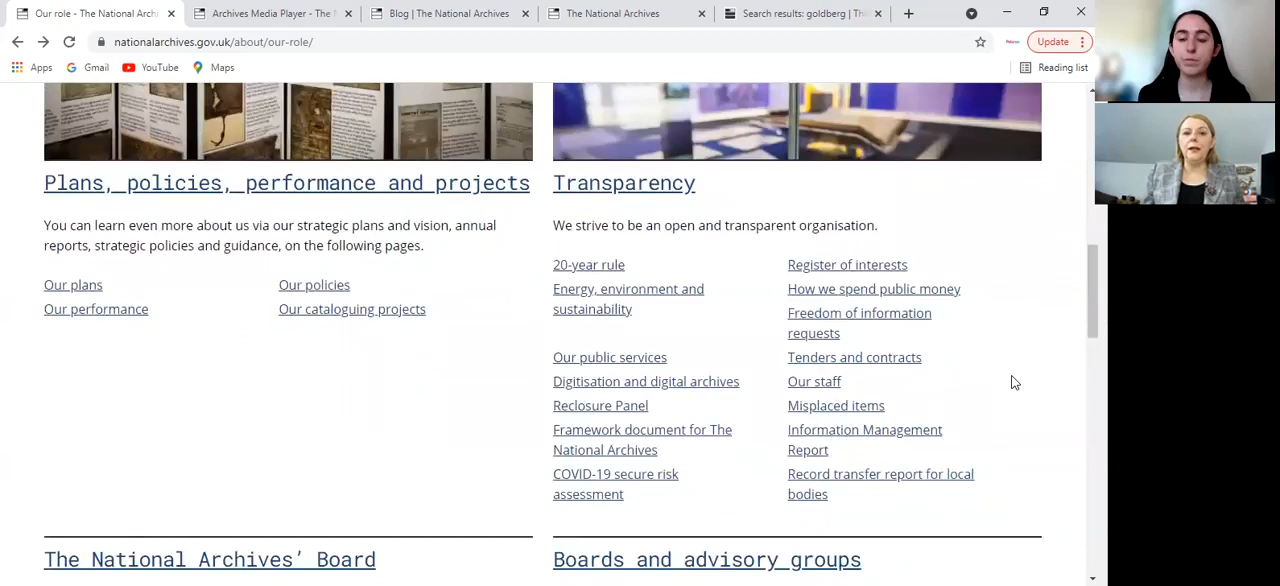 Our role - The National Archi
Archives Media Player - The N
Blog | The National Archives
The National Archives
Search results: goldberg | Th
nationalarchives.gov.uk/about/our-role/
Update
Apps
Gmail
YouTube
Maps
Reading list
Plans, policies, performance and projects
You can learn even more about us via our strategic plans and vision, annual
reports, strategic policies and guidance, on the following pages.
Our plans
Our policies
Our performance
Our cataloguing projects
Transparency
We strive to be an open and transparent organisation.
20-year rule
Register of interests
Energy, environment and
sustainability
How we spend public money
Freedom of information
requests
Our public services
Tenders and contracts
Digitisation and digital archives
Our staff
Reclosure Panel
Misplaced items
Framework document for The
National Archives
Information Management
Report
COVID-19 secure risk
assessment
Record transfer report for local
bodies
The National Archives' Board
Boards and advisory groups